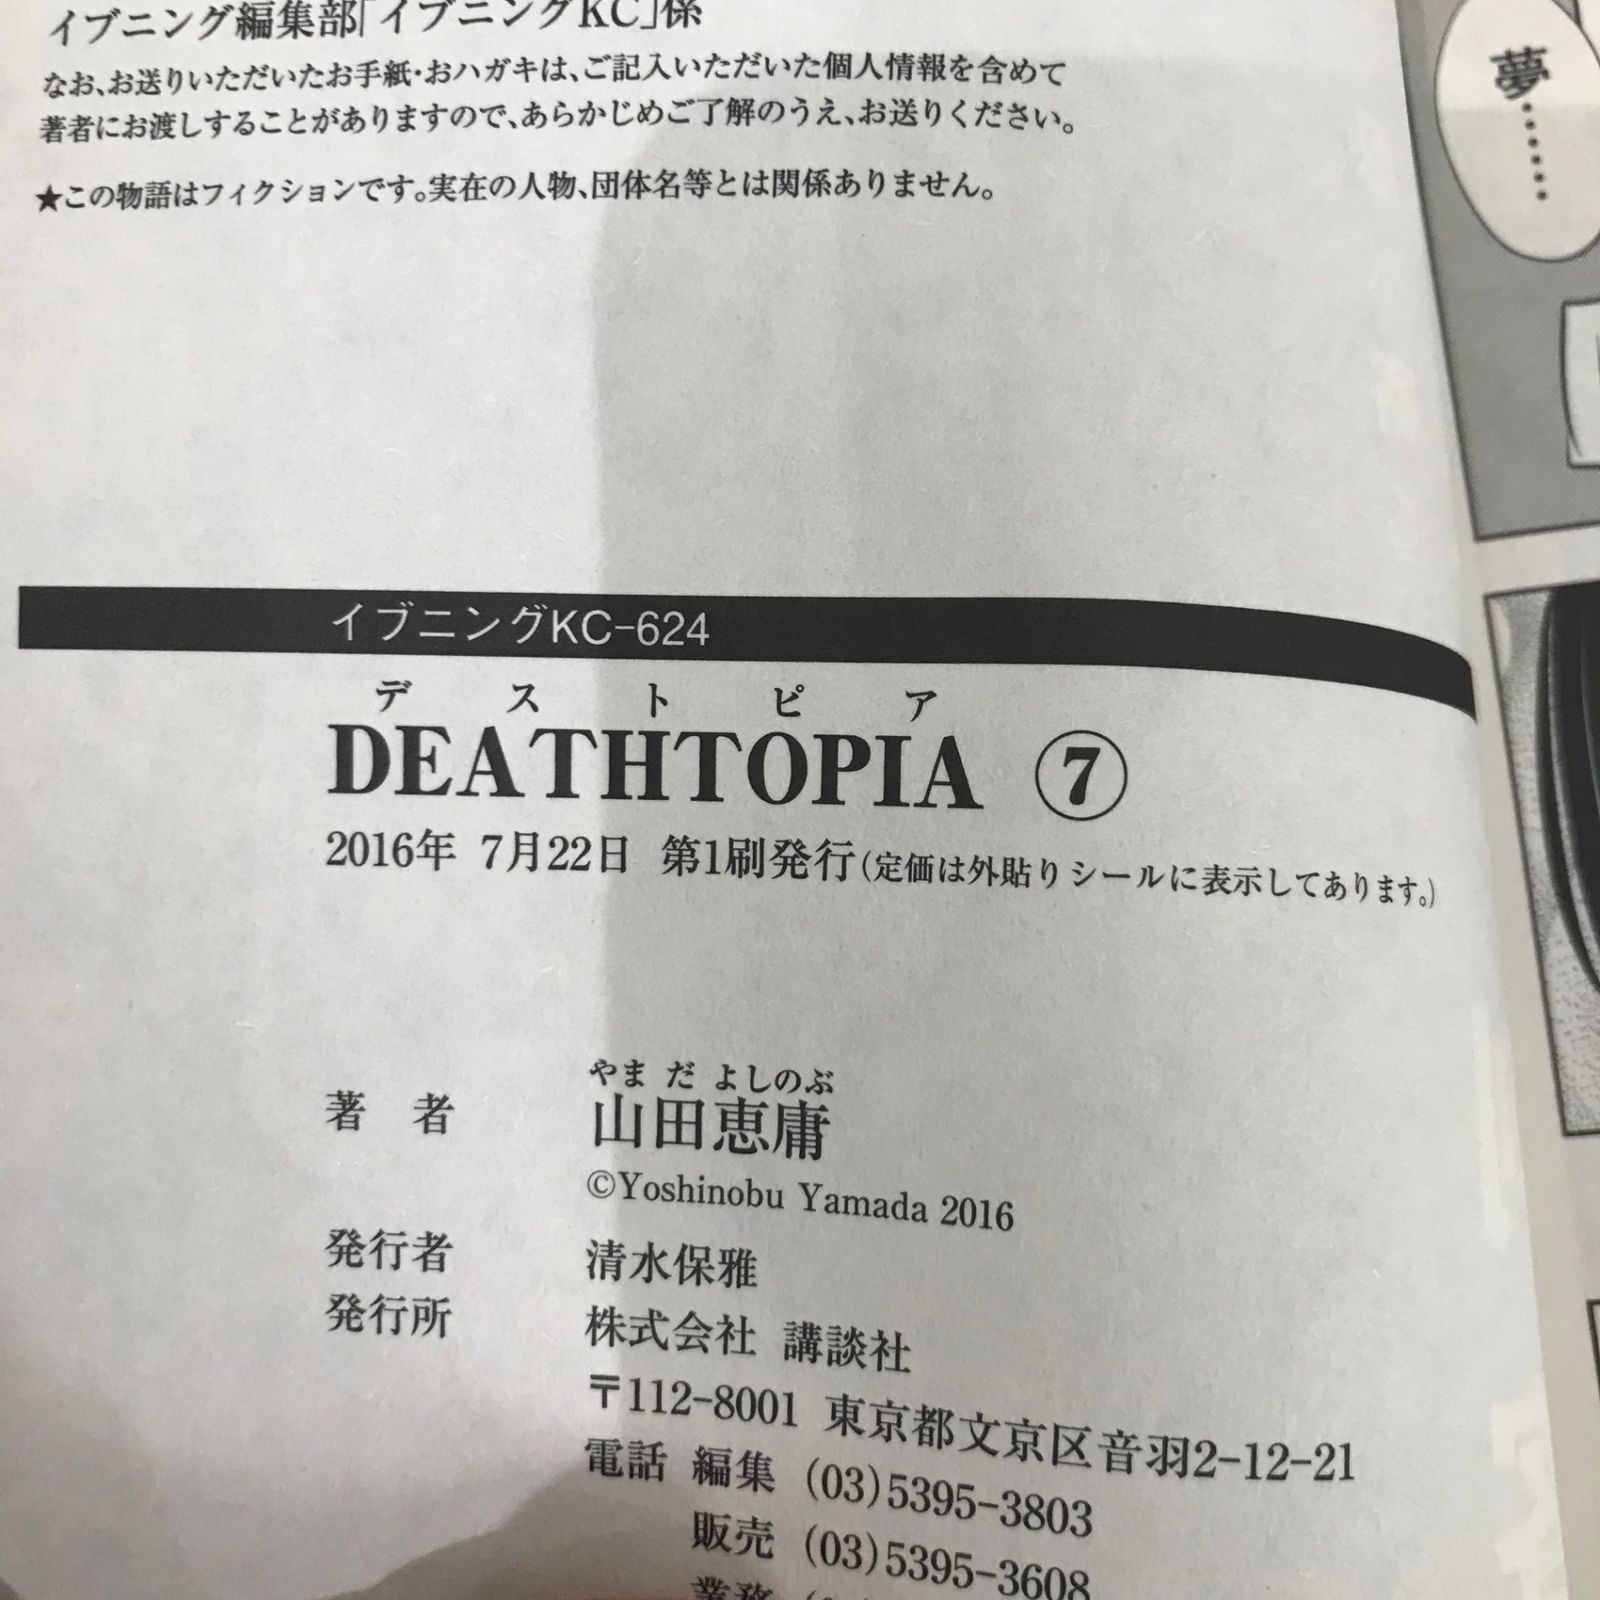 イブニング編集部「イブニングKC」係
なお、お送りいただいたお手紙・おハガキは、ご記入いただいた個人情報を含めて
著者にお渡しすることがありますので、あらかじめご了解のうえ、お送りください。
★この物語はフィクションです。実在の人物、団体名等とは関係ありません。
夢……
イブニングKC-624
デストピア
DEATHTOPIA ⑦
2016年 7月22日 第1刷発行(定価は外貼りシールに表示してあります。)
やまだよしのぶ
著者 山田恵庸
©Yoshinobu Yamada 2016
発行者 清水保雅
発行所 株式会社 講談社
〒112-8001 東京都文京区音羽2-12-21
電話 編集 (03)5395-3803
販売 (03)5395-3608
業務